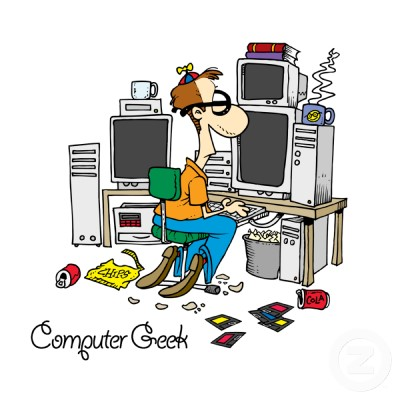 CHIPS
COLA
Computer Geek
Z